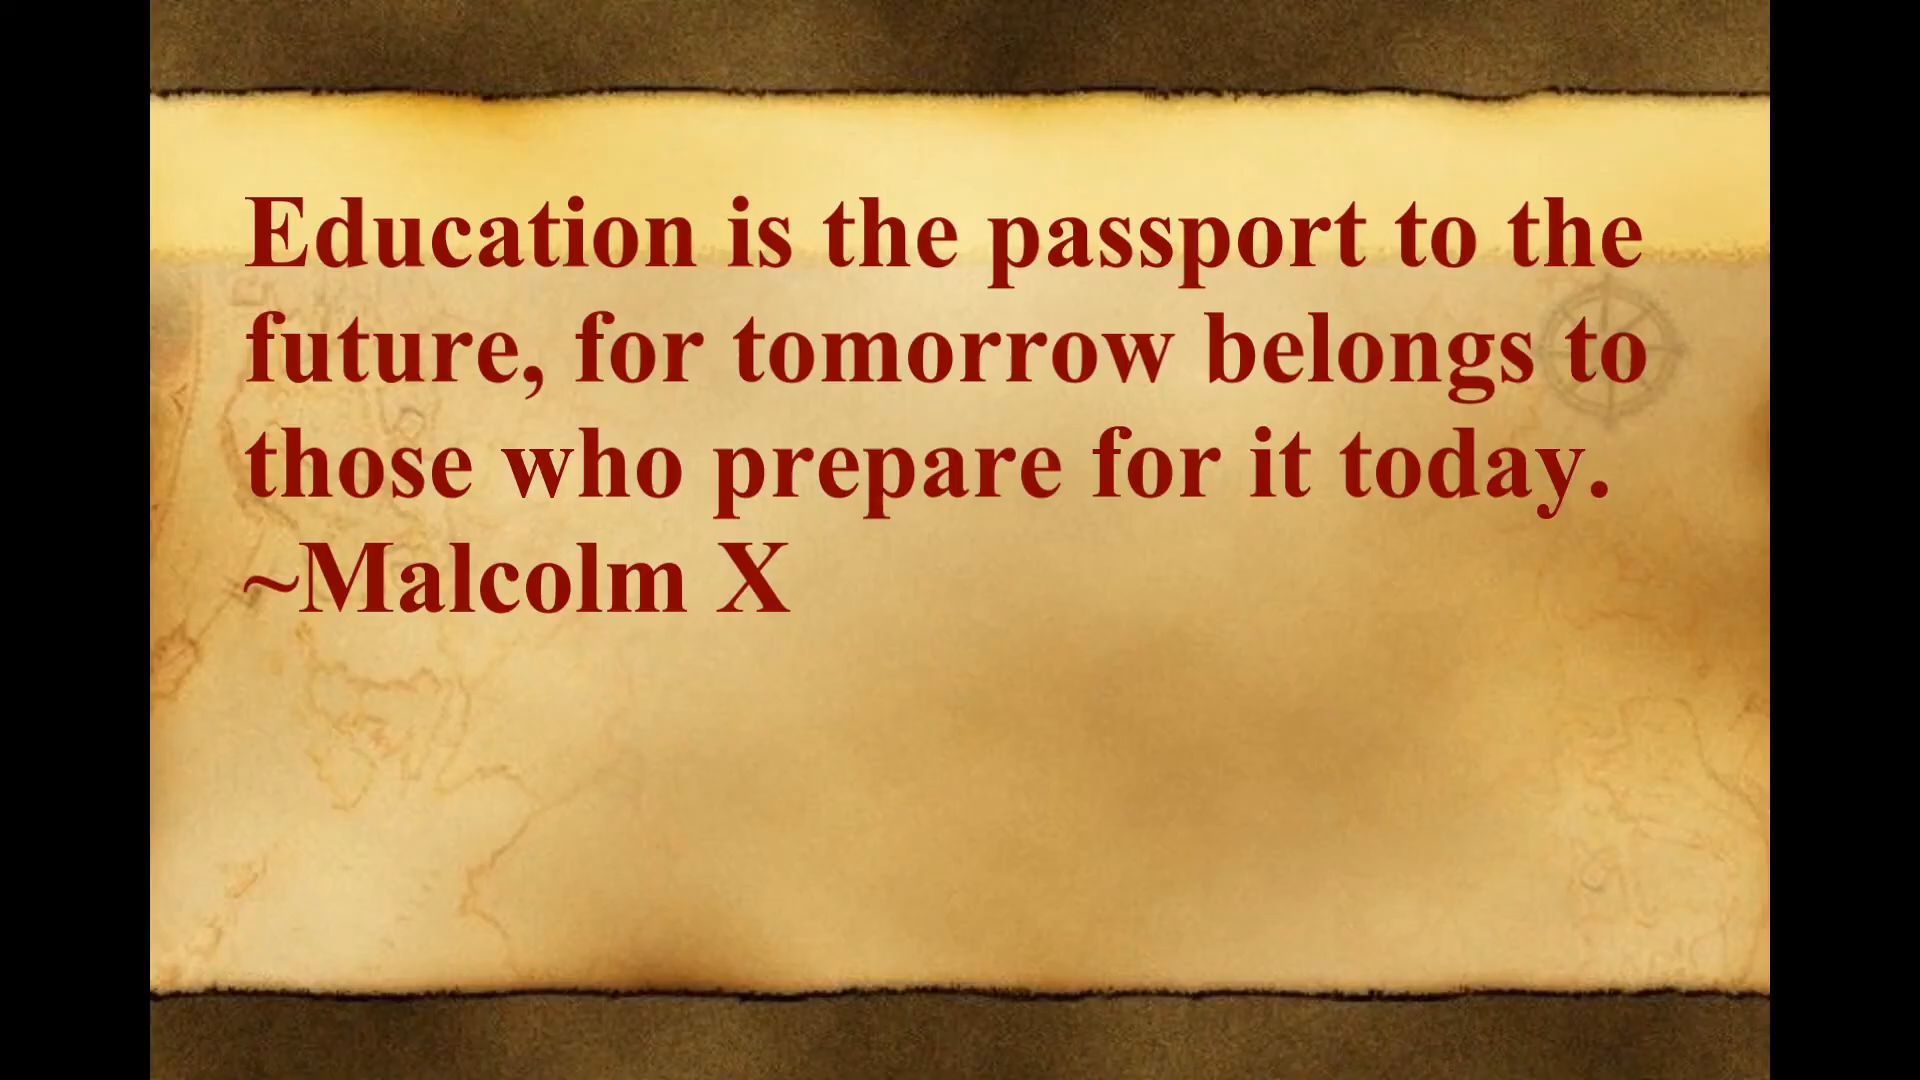 Education is the passport to the
future, for tomorrow belongs to
those who prepare for it today.
~Malcolm X